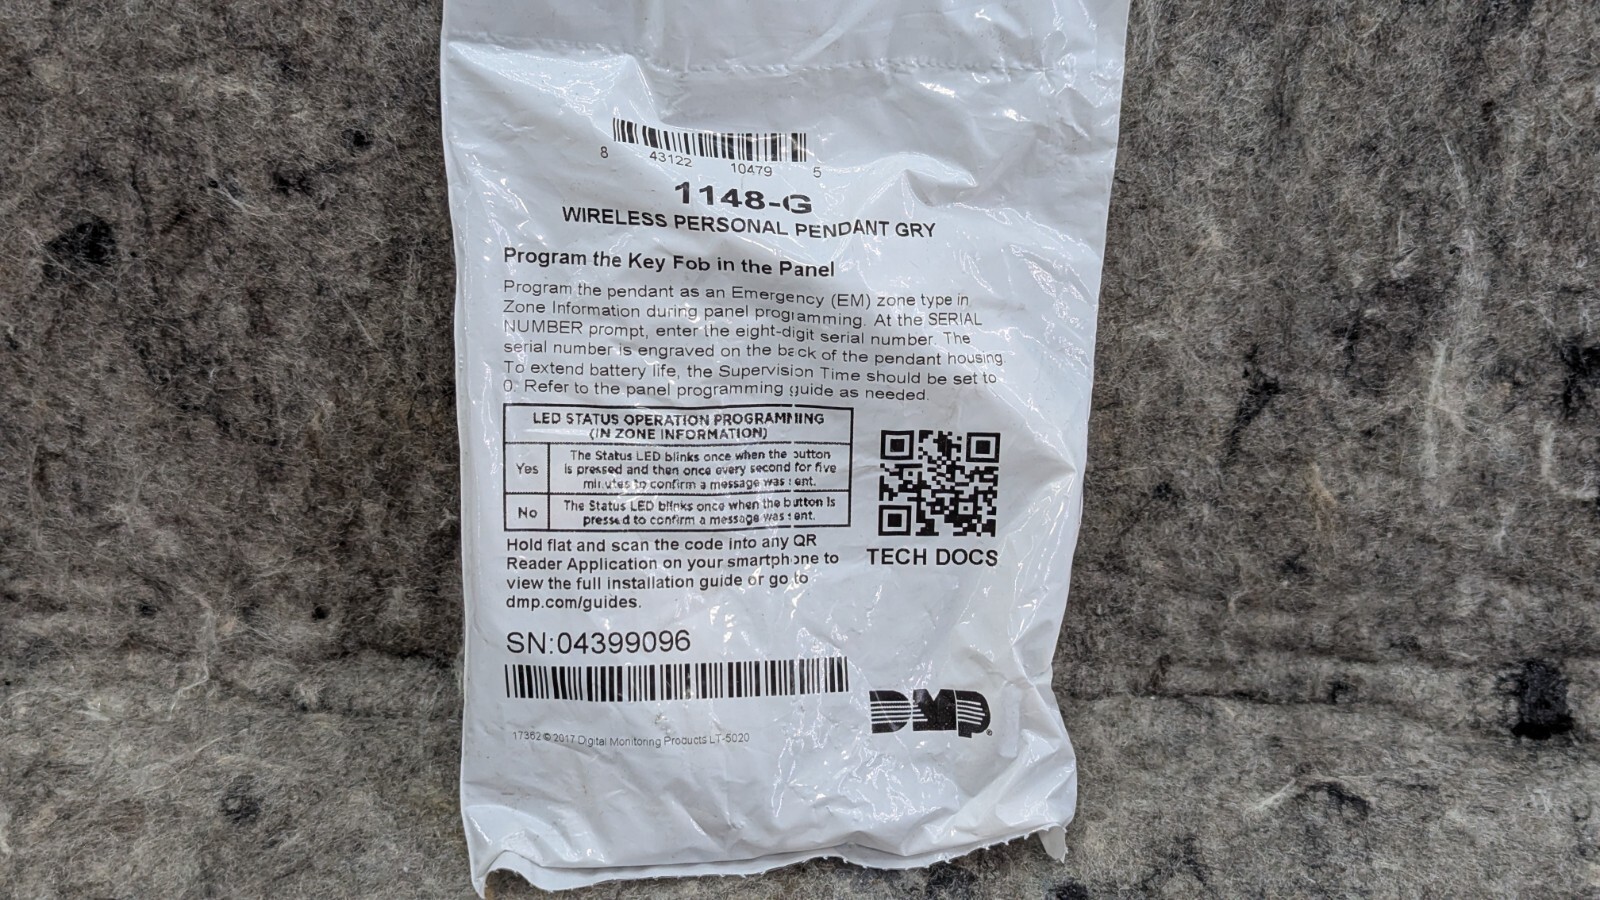 8 43122 10479 5
1148-G
WIRELESS PERSONAL PENDANT GRY
Program the Key Fob in the Panel
Program the pendant as an Emergency (EM) zone type in
Zone Information during panel programming. At the SERIAL
NUMBER prompt, enter the eight-digit serial number. The
serial number is engraved on the back of the pendant housing.
To extend battery life, the Supervision Time should be set to
0. Refer to the panel programming guide as needed.
LED STATUS OPERATION PROGRAMMING
(IN ZONE INFORMATION)
Yes
The Status LED blinks once when the button
is pressed and then once every second for five
minutes to confirm a message was sent.
No
The Status LED blinks once when the button is
pressed to confirm a message was sent.
TECH DOCS
Hold flat and scan the code into any QR
Reader Application on your smartphone to
view the full installation guide or go to
dmp.com/guides.
SN:04399096
DMP®
17362 © 2017 Digital Monitoring Products LT-5020